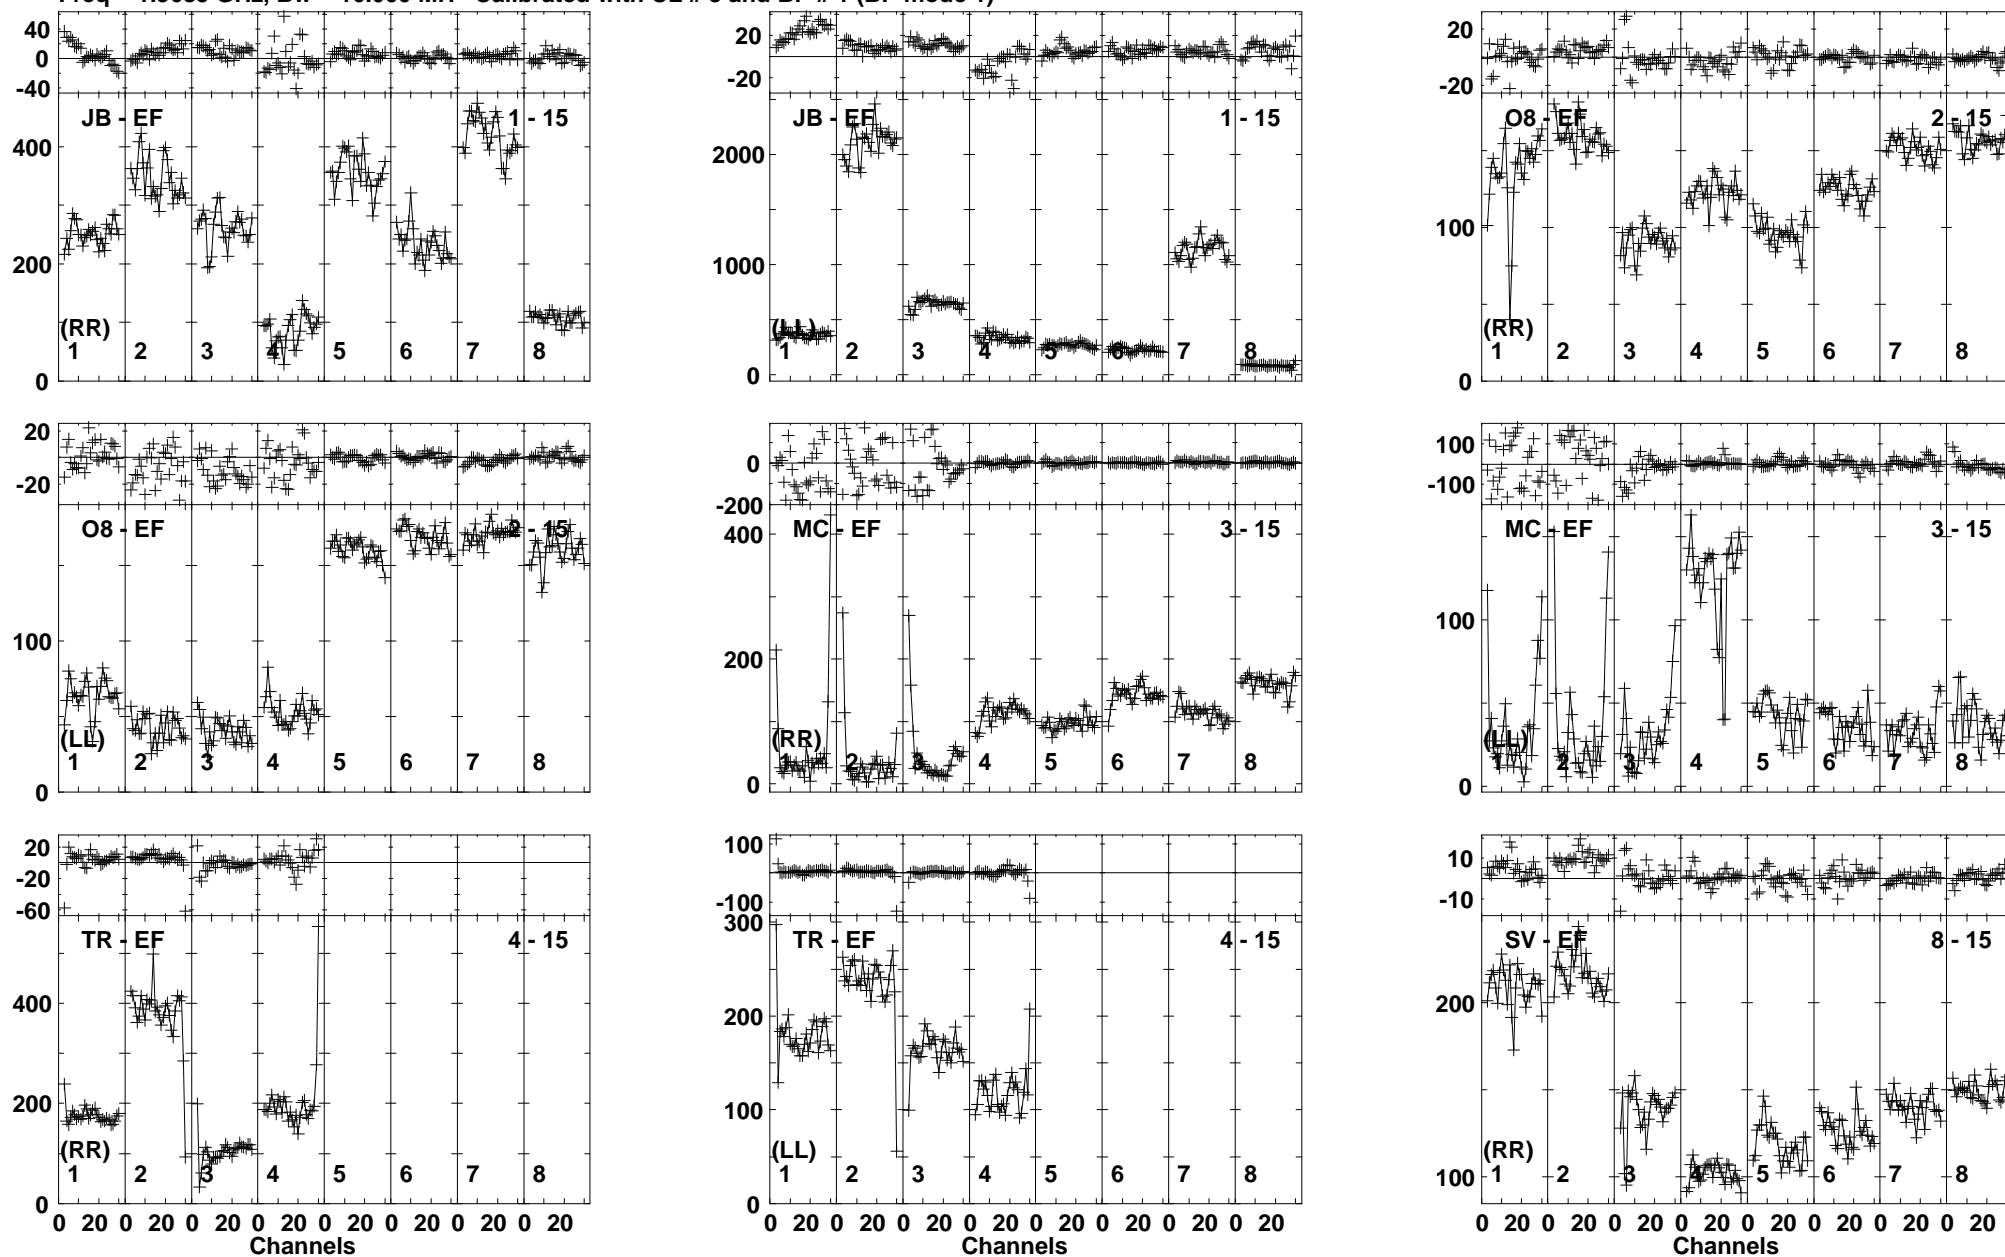 Freq GHz, Calibrated with and mode
40 20 0 -40
JB - EF 1 - 15
400 200 0
(RR)
1 2 3 4 5 6 7 8
20 -20
JB - EF 1 - 15
2000 1000 0
(LL)
1 2 3 4 5 6 7 8
20 -20
O8 - EF 2 - 15
100 0
(RR)
1 2 3 4 5 6 7 8
20 -20
O8 - EF 2 - 15
100 0
(LL)
1 2 3 4 5 6 7 8
0 -200
MC - EF 3 - 15
400 200 0
(RR)
1 2 3 4 5 6 7 8
100 -100
MC - EF 3 - 15
100 0
(LL)
1 2 3 4 5 6 7 8
20 -20 -60
TR - EF 4 - 15
400 200 0
(RR)
1 2 3 4 5 6 7 8
0 20 0 20 0 20 0 20 0 20 0 20 0 20 0 20
Channels
100 -100
TR - EF 4 - 15
300 200 100 0
(LL)
1 2 3 4 5 6 7 8
0 20 0 20 0 20 0 20 0 20 0 20 0 20 0 20
Channels
10 -10
SV - EF 8 - 15
200 100
(RR)
1 2 3 4 5 6 7 8
0 20 0 20 0 20 0 20 0 20 0 20 0 20 0 20
Channels